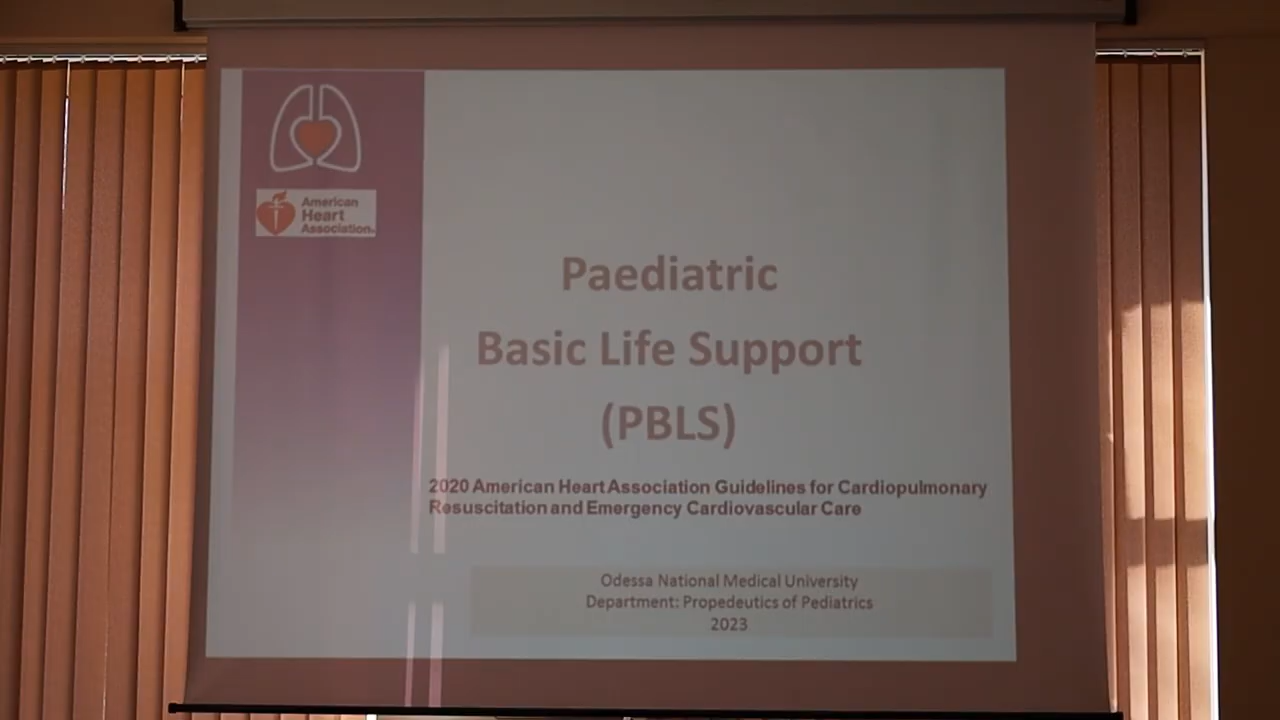 American
Heart
Association®
Paediatric
Basic Life Support
(PBLS)
2020 American Heart Association Guidelines for Cardiopulmonary
Resuscitation and Emergency Cardiovascular Care
Odessa National Medical University
Department: Propedeutics of Pediatrics
2023